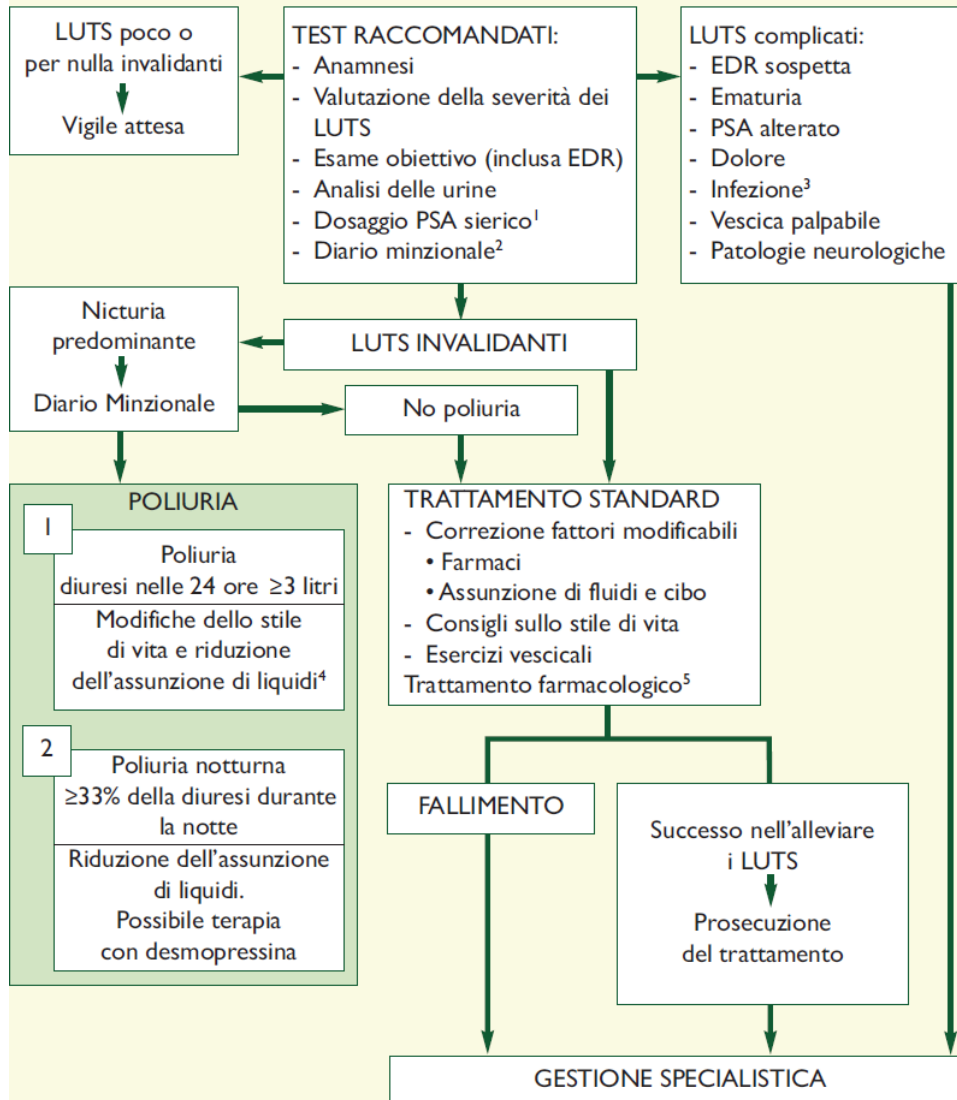 LUTS poco o
per nulla invalidanti
Vigile attesa
TEST RACCOMANDATI:
- Anamnesi
- Valutazione della severità dei
LUTS
- Esame obiettivo (inclusa EDR)
- Analisi delle urine
- Dosaggio PSA sierico¹
- Diario minzionale²
LUTS complicati:
- EDR sospetta
- Ematuria
- PSA alterato
- Dolore
- Infezione³
- Vescica palpabile
- Patologie neurologiche
Nicturia
predominante
Diario Minzionale
LUTS INVALIDANTI
No poliuria
POLIURIA
1
Poliuria
diuresi nelle 24 ore ≥3 litri
Modifiche dello stile
di vita e riduzione
dell'assunzione di liquidi⁴
2
Poliuria notturna
≥33% della diuresi durante
la notte
Riduzione dell'assunzione
di liquidi.
Possibile terapia
con desmopressina
TRATTAMENTO STANDARD
- Correzione fattori modificabili
• Farmaci
• Assunzione di fluidi e cibo
- Consigli sullo stile di vita
- Esercizi vescicali
Trattamento farmacologico⁵
FALLIMENTO
Successo nell'alleviare
i LUTS
Prosecuzione
del trattamento
GESTIONE SPECIALISTICA